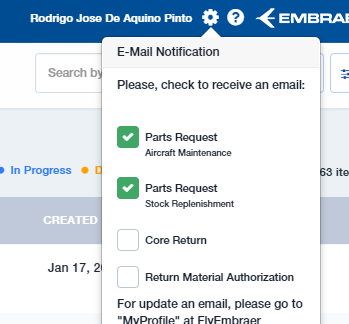 Rodrigo Jose De Aquino Pinto ? EMBRAER
E-Mail Notification
Search by
Please, check to receive an email:
Parts Request
Aircraft Maintenance
In Progress
63 ite
Parts Request
Stock Replenishment
CREATED
Core Return
Jan 17, 20
Return Material Authorization
For update an email, please go to
"MyProfile" at FlyEmbraer